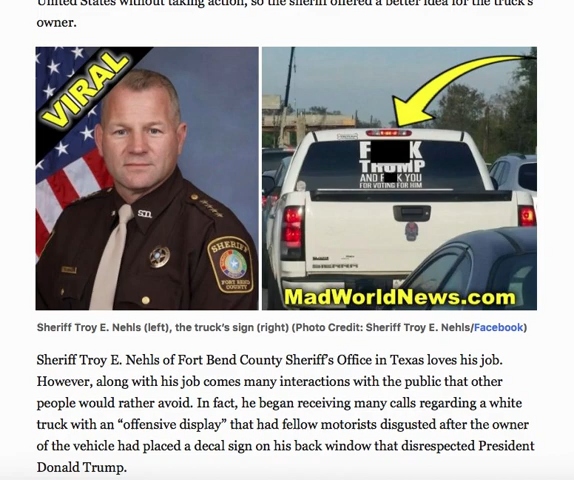 United States without taking action, so the sheriff offered a better idea for the truck's
owner.
VIRAL
S.D.
SHERIFF
FORT BEND
COUNTY
F K
TRUMP
AND F K YOU
FOR VOTING FOR HIM
SIERRA
MadWorldNews.com
Sheriff Troy E. Nehls (left), the truck's sign (right) (Photo Credit: Sheriff Troy E. Nehls/Facebook)
Sheriff Troy E. Nehls of Fort Bend County Sheriff's Office in Texas loves his job.
However, along with his job comes many interactions with the public that other
people would rather avoid. In fact, he began receiving many calls regarding a white
truck with an “offensive display” that had fellow motorists disgusted after the owner
of the vehicle had placed a decal sign on his back window that disrespected President
Donald Trump.